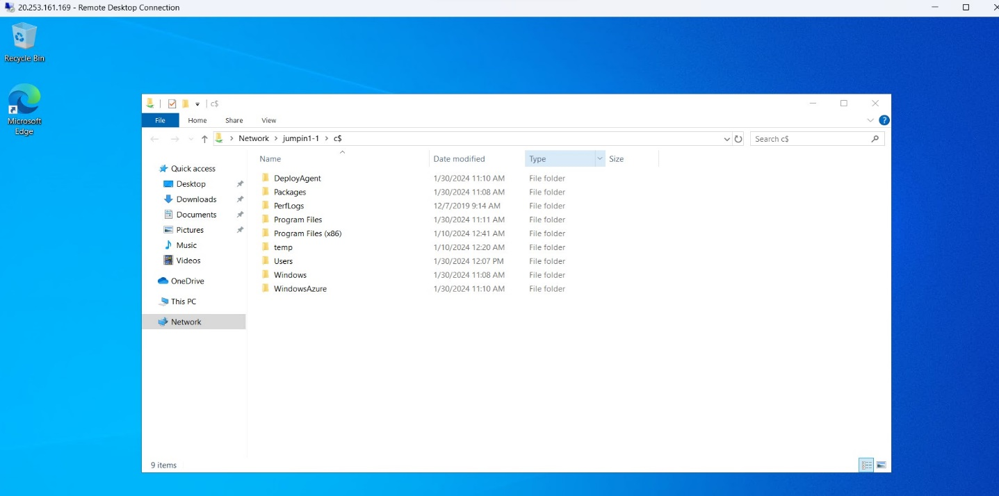 20.253.161.169 - Remote Desktop Connection
Recycle Bin
Microsoft
Edge
c$
File Home Share View
Network jumpin1-1 c$ Search c$
Name Date modified Type Size
Quick access
Desktop
Downloads
Documents
Pictures
Music
Videos
OneDrive
This PC
Network
DeployAgent 1/30/2024 11:10 AM File folder
Packages 1/30/2024 11:08 AM File folder
PerfLogs 12/7/2019 9:14 AM File folder
Program Files 1/30/2024 11:11 AM File folder
Program Files (x86) 1/10/2024 12:41 AM File folder
temp 1/10/2024 12:20 AM File folder
Users 1/30/2024 12:07 PM File folder
Windows 1/30/2024 11:08 AM File folder
WindowsAzure 1/30/2024 11:10 AM File folder
9 items